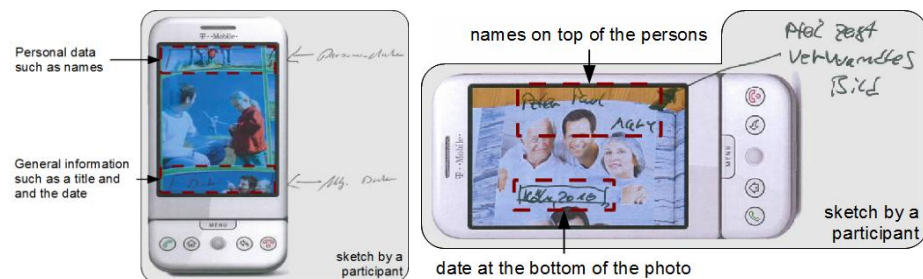 T··Mobile·
Personal data
such as names
General information
such as a title and
and the date
MENU
sketch by a
participant
names on top of the persons
Pfeil zeigt
verwandtes
Bild
Peter Paul
T··Mobile·
MENU
Köln, 2010
sketch by a
participant
date at the bottom of the photo